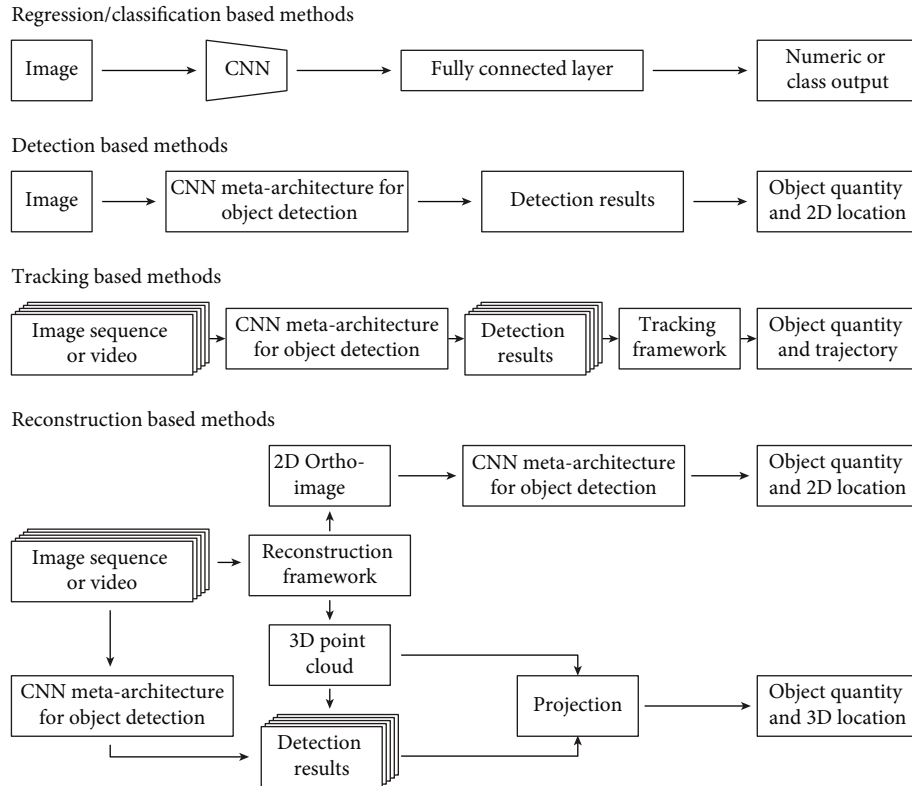 Regression/classification based methods
Image
CNN
Fully connected layer
Numeric or
class output
Detection based methods
Image
CNN meta-architecture for
object detection
Detection results
Object quantity
and 2D location
Tracking based methods
Image sequence
or video
CNN meta-architecture
for object detection
Detection
results
Tracking
framework
Object quantity
and trajectory
Reconstruction based methods
2D Ortho-
image
CNN meta-architecture
for object detection
Object quantity
and 2D location
Image sequence
or video
Reconstruction
framework
3D point
cloud
CNN meta-architecture
for object detection
Projection
Object quantity
and 3D location
Detection
results